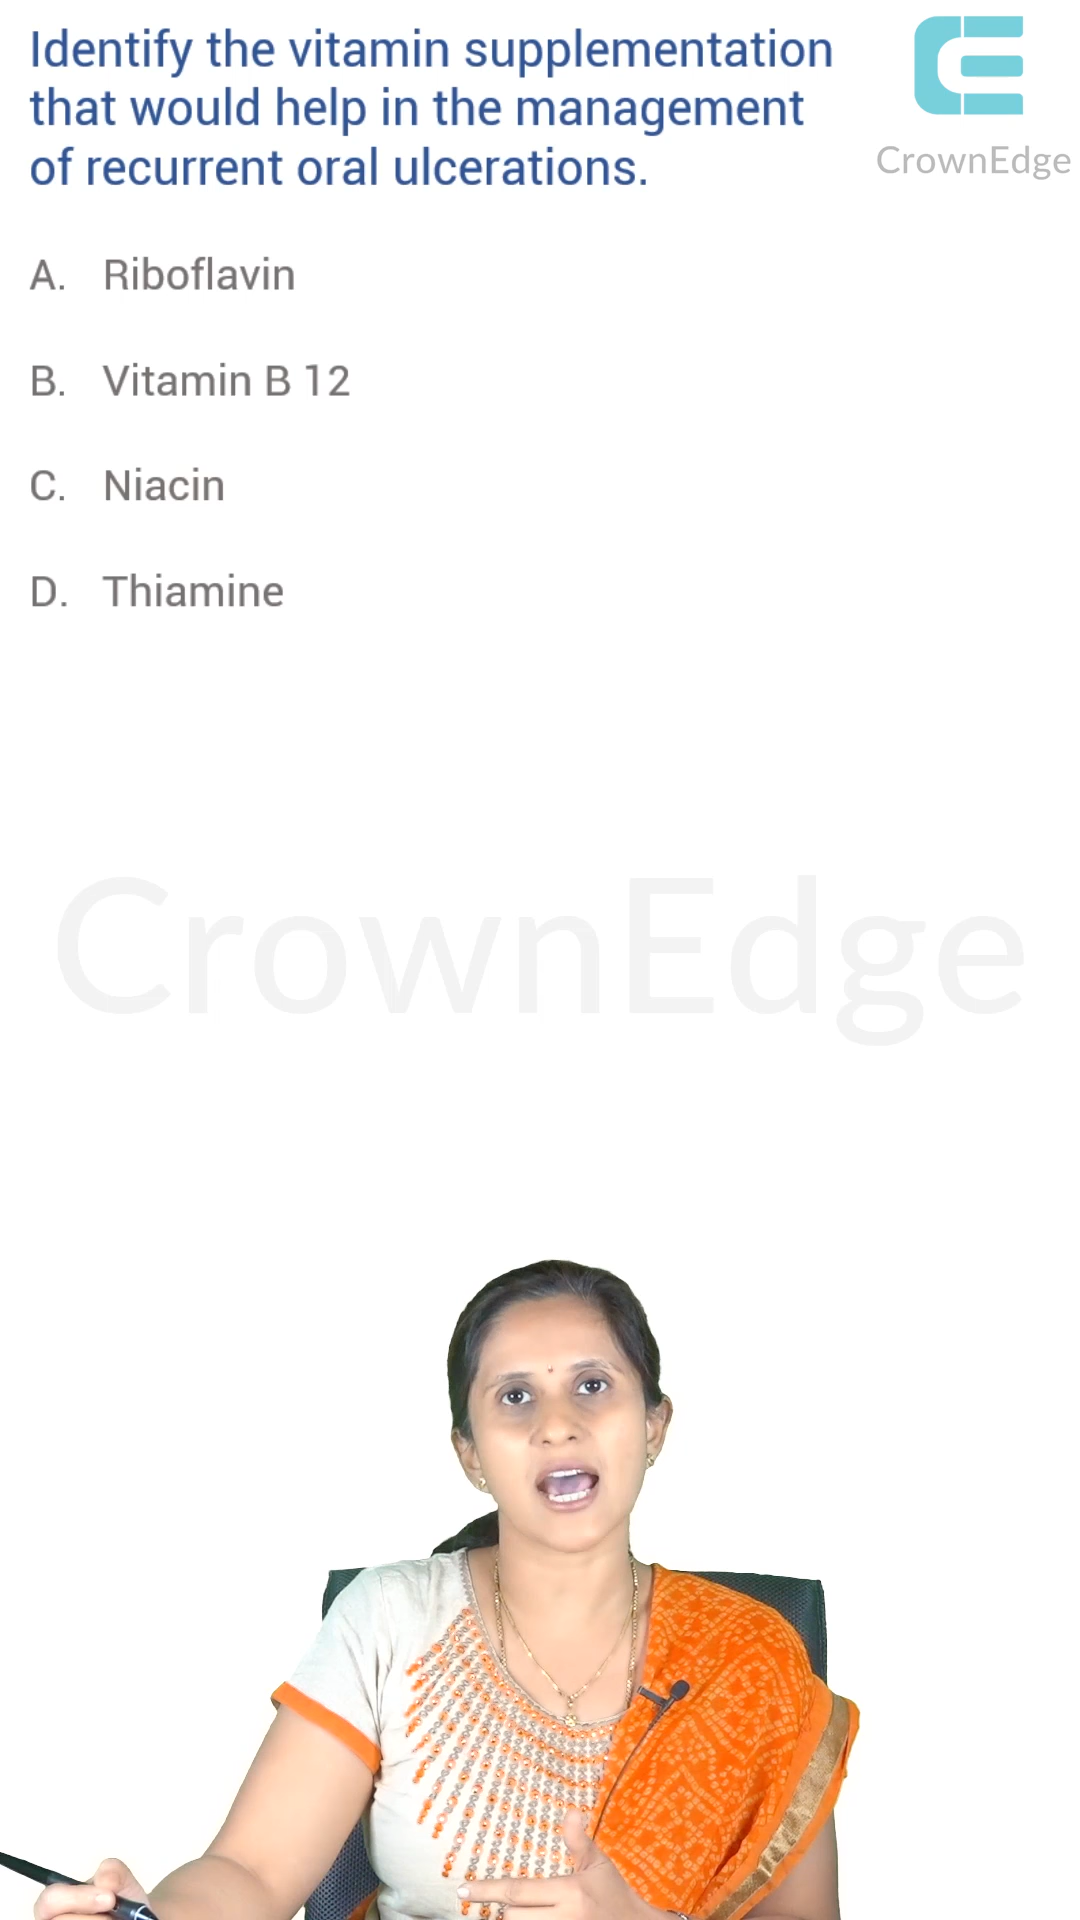 Identify the vitamin supplementation
that would help in the management
of recurrent oral ulcerations.
CrownEdge
A. Riboflavin
B. Vitamin B 12
C. Niacin
D. Thiamine
CrownEdge